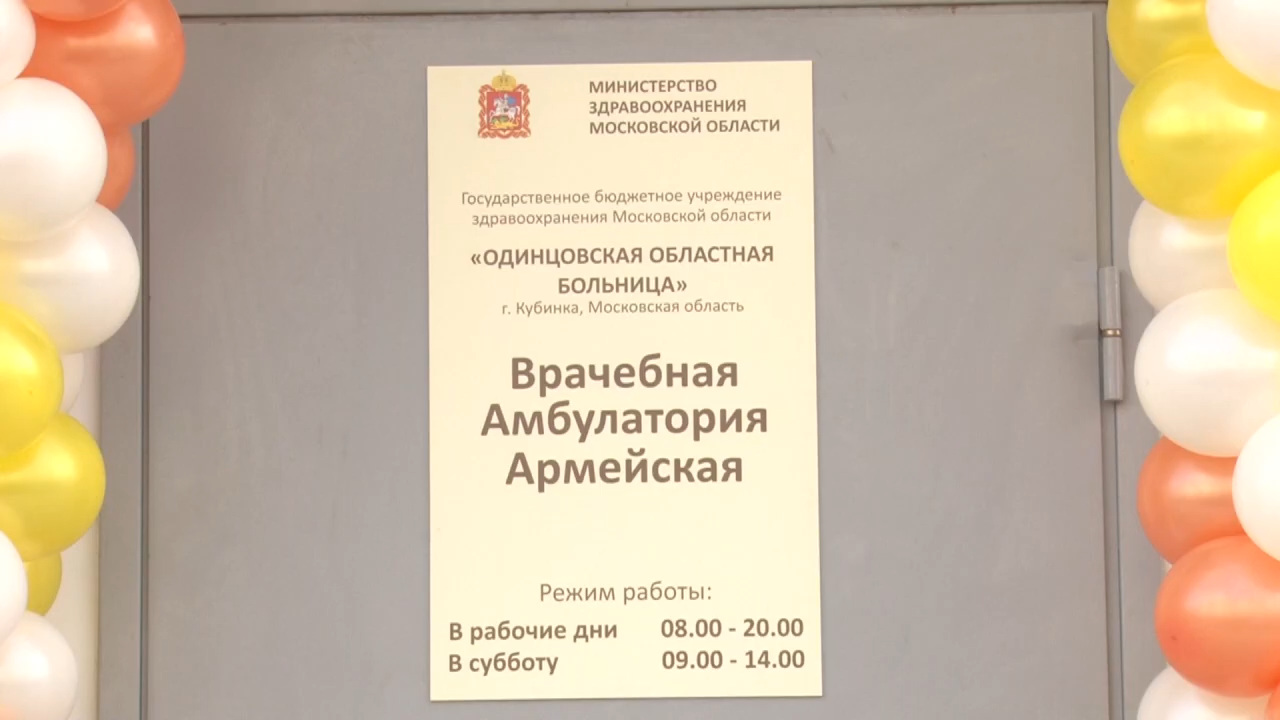 МИНИСТЕРСТВО
ЗДРАВООХРАНЕНИЯ
МОСКОВСКОЙ ОБЛАСТИ
Государственное бюджетное учреждение
здравоохранения Московской области
«ОДИНЦОВСКАЯ ОБЛАСТНАЯ
БОЛЬНИЦА»
г. Кубинка, Московская область
Врачебная
Амбулатория
Армейская
Режим работы:
В рабочие дни 08.00 - 20.00
В субботу 09.00 - 14.00